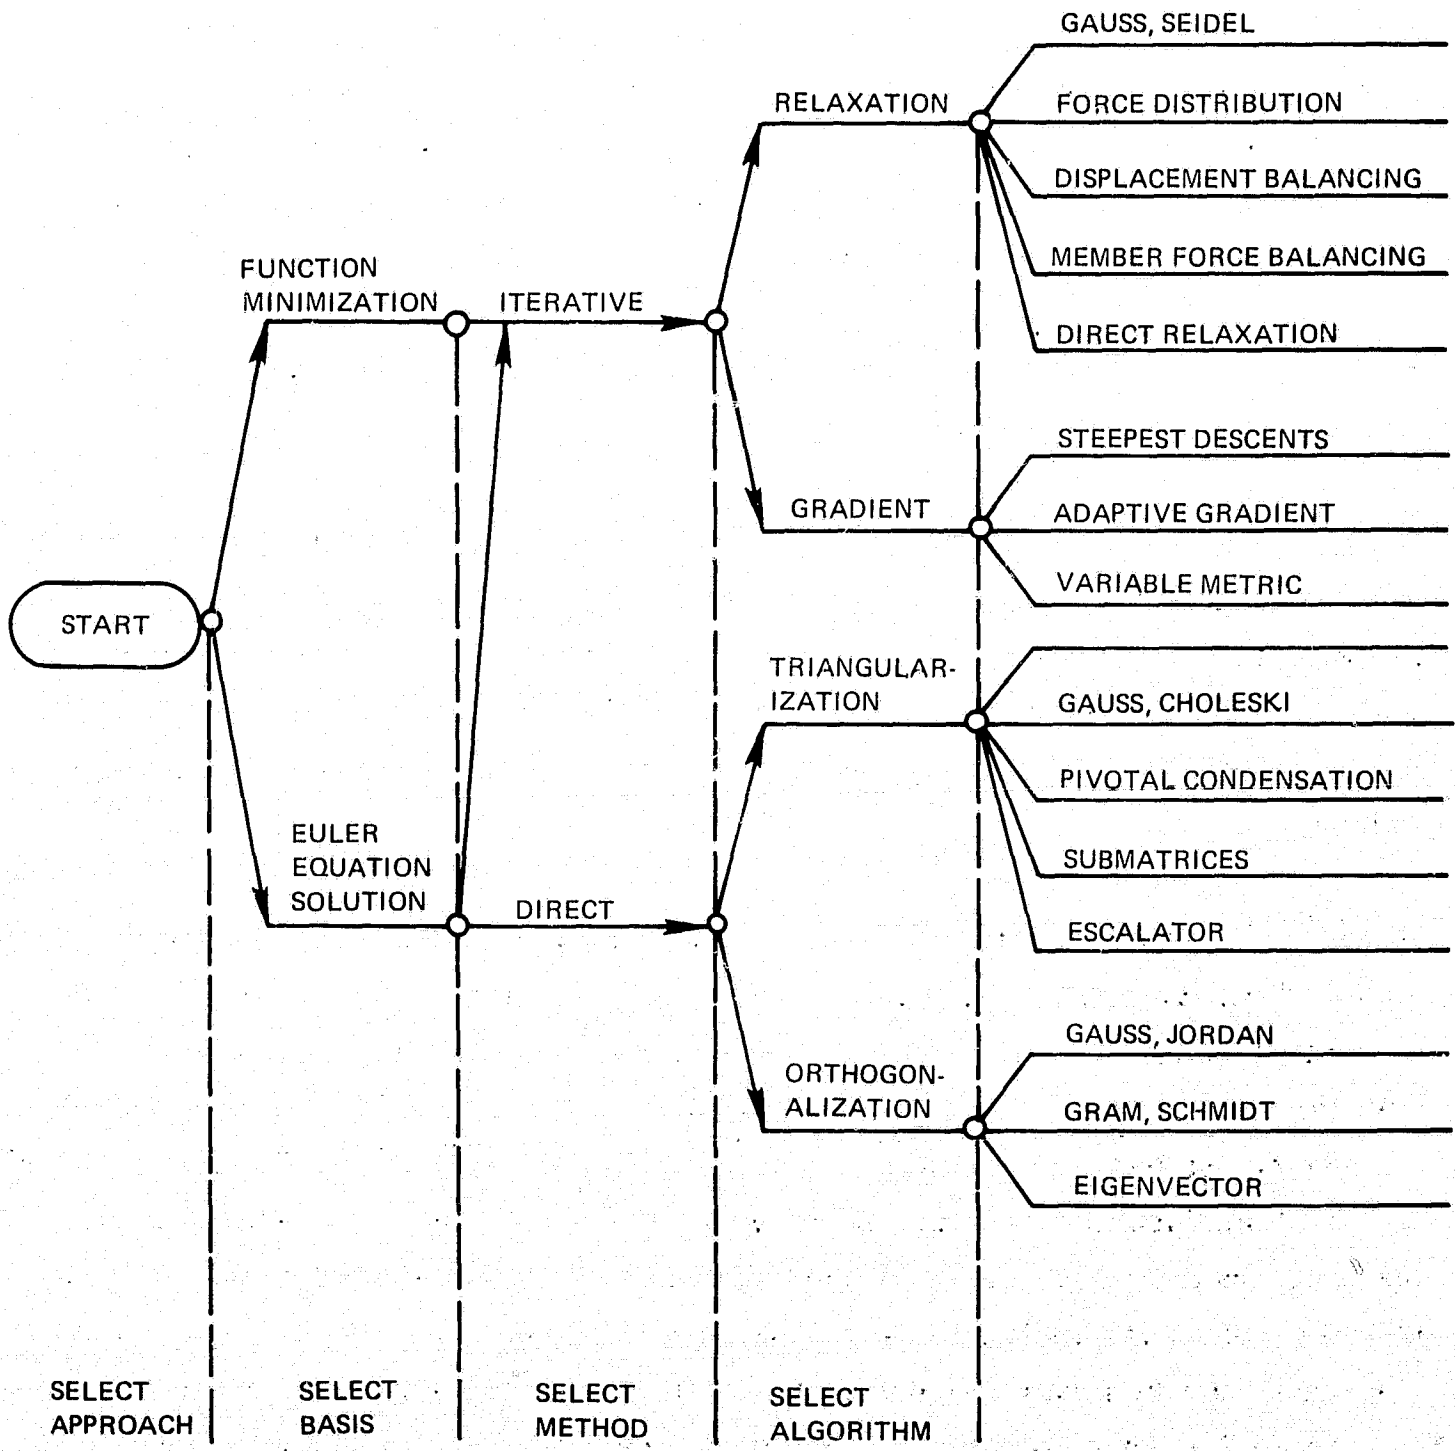 GAUSS, SEIDEL
RELAXATION
FORCE DISTRIBUTION
DISPLACEMENT BALANCING
MEMBER FORCE BALANCING
FUNCTION
MINIMIZATION
ITERATIVE
DIRECT RELAXATION
STEEPEST DESCENTS
GRADIENT
ADAPTIVE GRADIENT
VARIABLE METRIC
START
TRIANGULAR-
IZATION
GAUSS, CHOLESKI
PIVOTAL CONDENSATION
EULER
EQUATION
SOLUTION
DIRECT
SUBMATRICES
ESCALATOR
GAUSS, JORDAN
ORTHOGON-
ALIZATION
GRAM, SCHMIDT
EIGENVECTOR
SELECT
APPROACH
SELECT
BASIS
SELECT
METHOD
SELECT
ALGORITHM